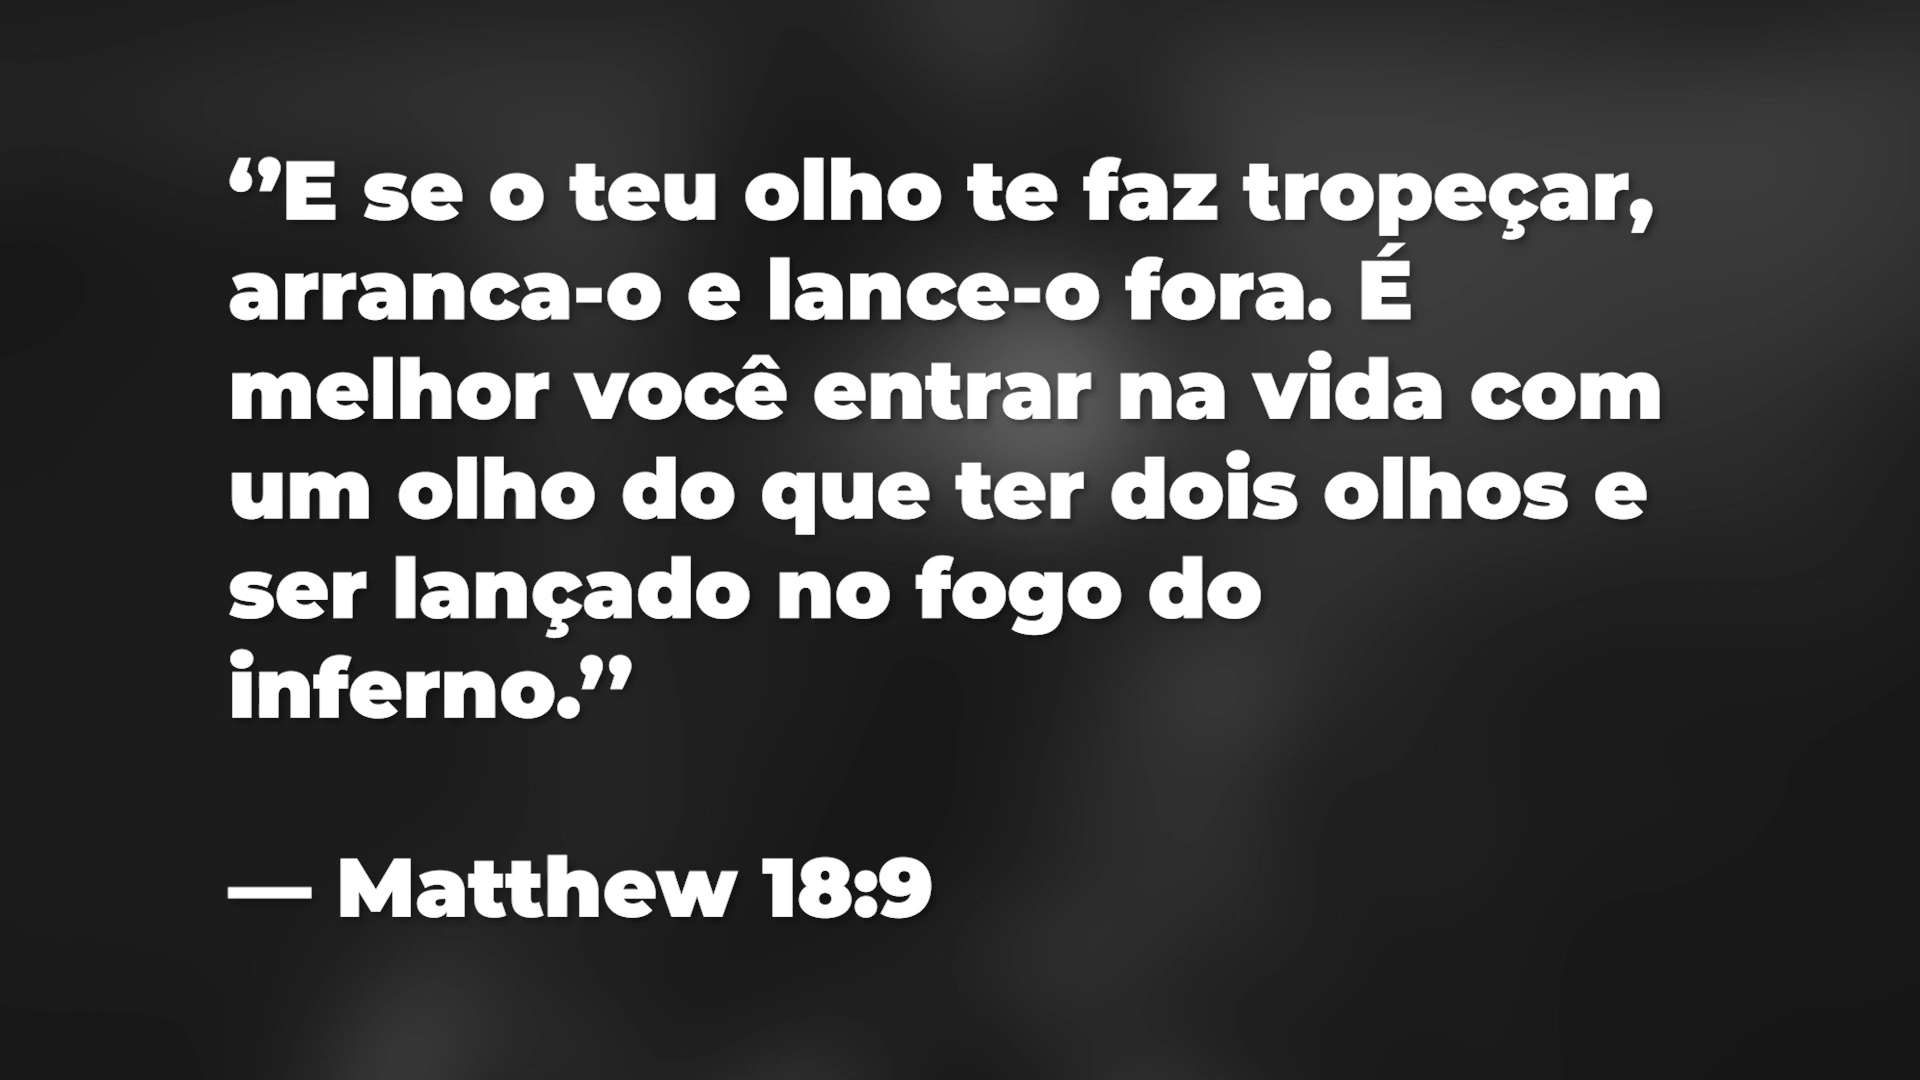 ‘’E se o teu olho te faz tropeçar,
arranca-o e lance-o fora. É
melhor você entrar na vida com
um olho do que ter dois olhos e
ser lançado no fogo do
inferno.’’
— Matthew 18:9